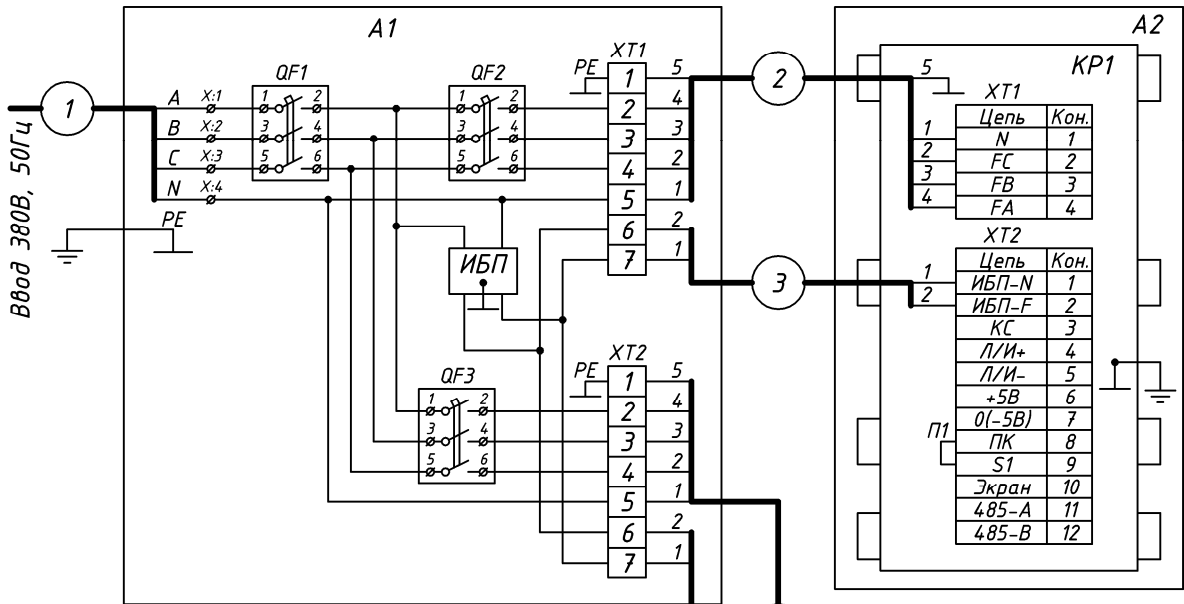 A1
A2
Ввод 380В, 50Гц
1
A X:1
B X:2
C X:3
N X:4
PE
QF1
1 2
3 4
5 6
QF2
1 2
3 4
5 6
ИБП
QF3
1 2
3 4
5 6
XT1
PE 1 5
2 4
3 3
4 2
5 1
6 2
7 1
XT2
PE 1 5
2 4
3 3
4 2
5 1
6 2
7 1
2
3
KP1
5
XT1
Цепь Кон.
1 N 1
2 FC 2
3 FB 3
4 FA 4
XT2
Цепь Кон.
1 ИБП-N 1
2 ИБП-F 2
КС 3
Л/И+ 4
Л/И- 5
+5В 6
0(-5В) 7
П1
ПК 8
S1 9
Экран 10
485-A 11
485-B 12